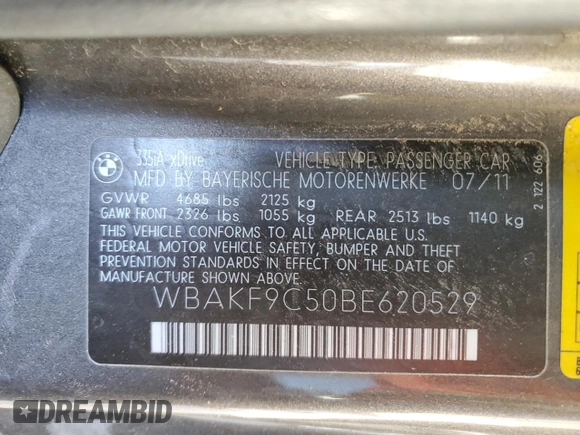 BMW
335iA xDrive VEHICLE TYPE: PASSENGER CAR
MFD BY BAYERISCHE MOTORENWERKE 07/11
GVWR 4685 lbs 2125 kg
GAWR FRONT 2326 lbs 1055 kg REAR 2513 lbs 1140 kg
THIS VEHICLE CONFORMS TO ALL APPLICABLE U.S.
FEDERAL MOTOR VEHICLE SAFETY, BUMPER AND THEFT
PREVENTION STANDARDS IN EFFECT ON THE DATE OF
MANUFACTURE SHOWN ABOVE.
WBAKF9C50BE620529
2 122 606
DREAMBID